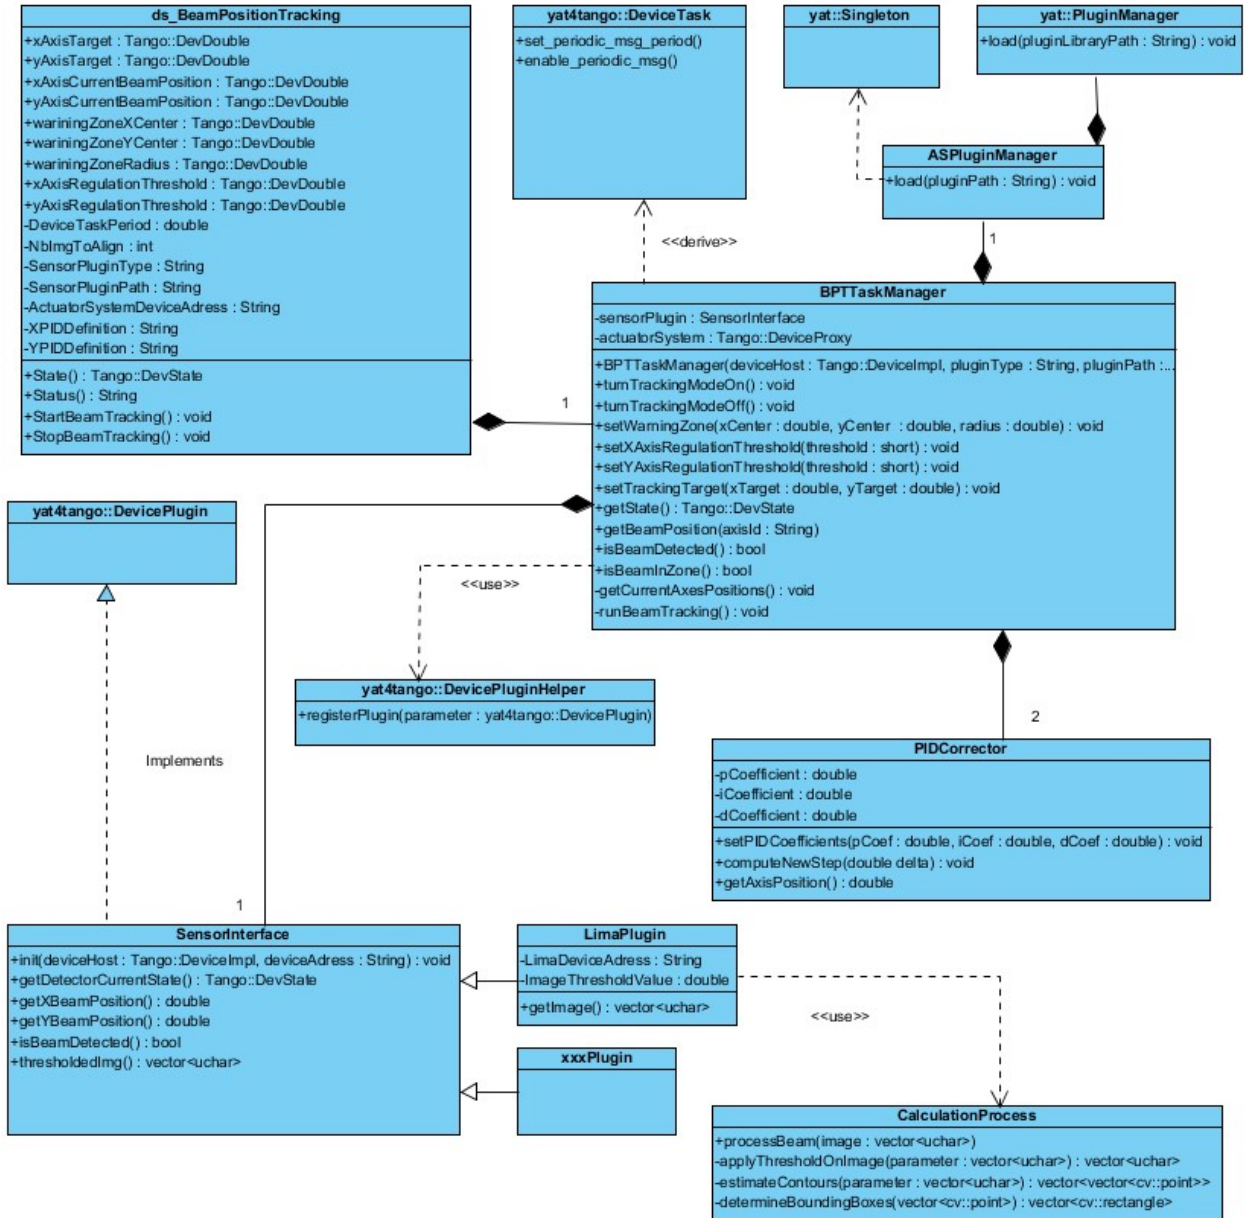 ds_BeamPositionTracking
+xAxisTarget : Tango::DevDouble
+yAxisTarget : Tango::DevDouble
+xAxisCurrentBeamPosition : Tango::DevDouble
+yAxisCurrentBeamPosition : Tango::DevDouble
+wariningZoneXCenter : Tango::DevDouble
+wariningZoneYCenter : Tango::DevDouble
+wariningZoneRadius : Tango::DevDouble
+xAxisRegulationThreshold : Tango::DevDouble
+yAxisRegulationThreshold : Tango::DevDouble
-DeviceTaskPeriod : double
-NbImgToAlign : int
-SensorPluginType : String
-SensorPluginPath : String
-ActuatorSystemDeviceAdress : String
-XPIDDefinition : String
-YPIDDefinition : String
+State() : Tango::DevState
+Status() : String
+StartBeamTracking() : void
+StopBeamTracking() : void
yat4tango::DeviceTask
+set_periodic_msg_period()
+enable_periodic_msg()
yat::Singleton
yat::PluginManager
+load(pluginLibraryPath : String) : void
ASPluginManager
+load(pluginPath : String) : void
<<derive>>
1
BPTTaskManager
-sensorPlugin : SensorInterface
-actuatorSystem : Tango::DeviceProxy
+BPTTaskManager(deviceHost : Tango::DeviceImpl, pluginType : String, pluginPath :...
+turnTrackingModeOn() : void
+turnTrackingModeOff() : void
+setWarningZone(xCenter : double, yCenter : double, radius : double) : void
+setXAxisRegulationThreshold(threshold : short) : void
+setYAxisRegulationThreshold(threshold : short) : void
+setTrackingTarget(xTarget : double, yTarget : double) : void
+getState() : Tango::DevState
+getBeamPosition(axisId : String)
+isBeamDetected() : bool
+isBeamInZone() : bool
-getCurrentAxesPositions() : void
-runBeamTracking() : void
1
yat4tango::DevicePlugin
<<use>>
yat4tango::DevicePluginHelper
+registerPlugin(parameter : yat4tango::DevicePlugin)
2
PIDCorrector
-pCoefficient : double
-iCoefficient : double
-dCoefficient : double
+setPIDCoefficients(pCoef : double, iCoef : double, dCoef : double) : void
+computeNewStep(double delta) : void
+getAxisPosition() : double
Implements
1
SensorInterface
+init(deviceHost : Tango::DeviceImpl, deviceAdress : String) : void
+getDetectorCurrentState() : Tango::DevState
+getXBeamPosition() : double
+getYBeamPosition() : double
+isBeamDetected() : bool
+thresholdedImg() : vector<uchar>
LimaPlugin
-LimaDeviceAdress : String
-ImageThresholdValue : double
+getImage() : vector<uchar>
<<use>>
xxxPlugin
CalculationProcess
+processBeam(image : vector<uchar>)
-applyThresholdOnImage(parameter : vector<uchar>) : vector<uchar>
-estimateContours(parameter : vector<uchar>) : vector<vector<cv::point>>
-determineBoundingBoxes(vector<cv::point>) : vector<cv::rectangle>